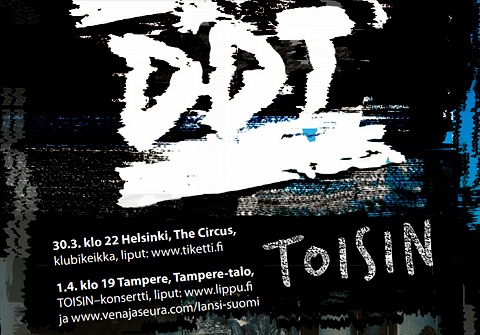 DDT
30.3. klo 22 Helsinki, The Circus,
klubikeikka, liput: www.tiketti.fi
TOISIN
1.4. klo 19 Tampere, Tampere-talo,
TOISIN–konsertti, liput: www.lippu.fi
ja www.venajaseura.com/lansi-suomi